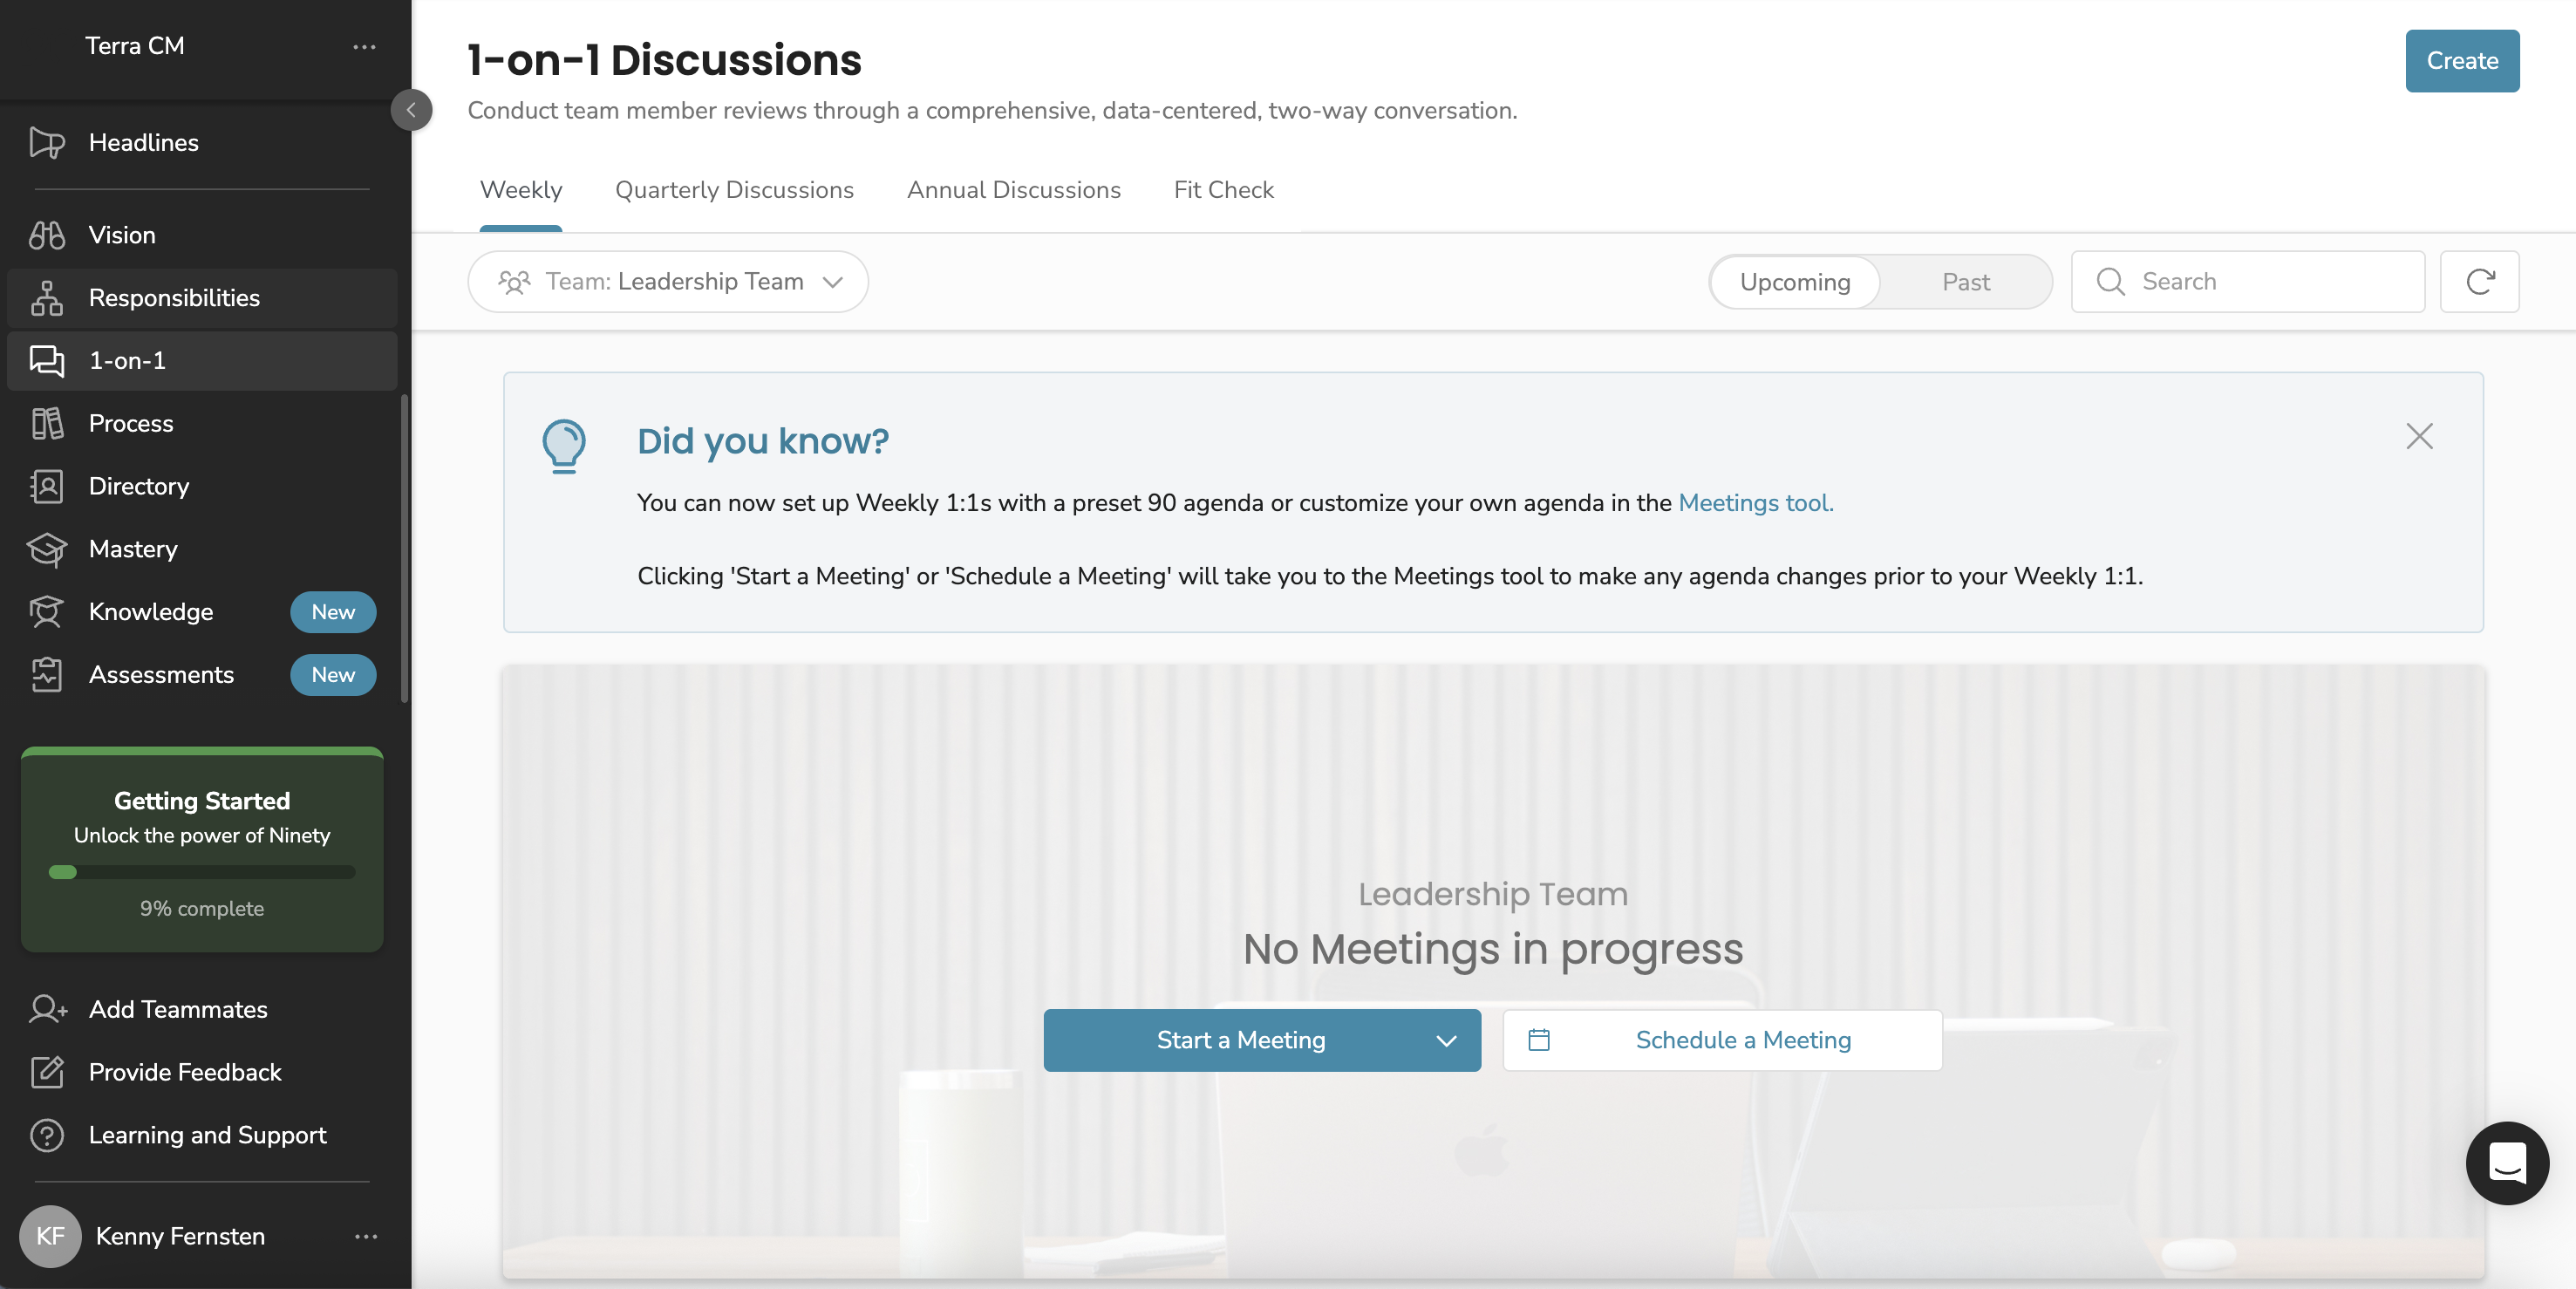 Terra CM
Headlines
Vision
Responsibilities
1-on-1
Process
Directory
Mastery
Knowledge New
Assessments New
Getting Started
Unlock the power of Ninety
9% complete
Add Teammates
Provide Feedback
Learning and Support
KF Kenny Fernsten
1-on-1 Discussions
Create
Conduct team member reviews through a comprehensive, data-centered, two-way conversation.
Weekly Quarterly Discussions Annual Discussions Fit Check
Team: Leadership Team Upcoming Past Search
Did you know?
You can now set up Weekly 1:1s with a preset 90 agenda or customize your own agenda in the Meetings tool.
Clicking 'Start a Meeting' or 'Schedule a Meeting' will take you to the Meetings tool to make any agenda changes prior to your Weekly 1:1.
Leadership Team
No Meetings in progress
Start a Meeting Schedule a Meeting